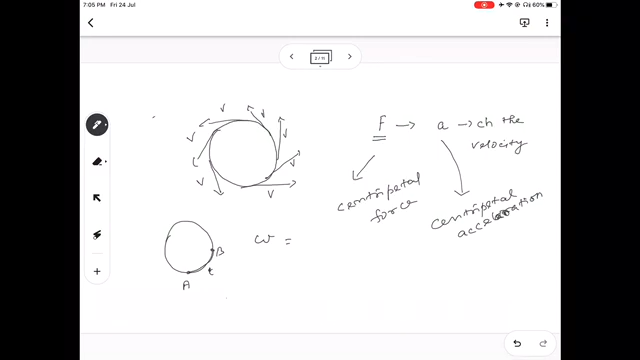 7:05 PM Fri 24 Jul
60%
2 / 11
V
V
V
V
V
V
V
F → a → ch the
velocity
centripetal
force
centripetal
acceleration
ω =
A
B
t